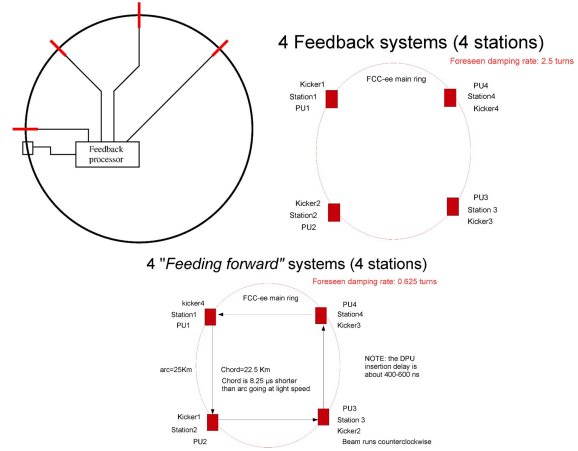 Feedback
processor
4 Feedback systems (4 stations)
Foreseen damping rate: 2.5 turns
FCC-ee main ring
Kicker1
Station1
PU1
PU4
Station4
Kicker4
Kicker2
Station2
PU2
PU3
Station 3
Kicker3
4 "Feeding forward" systems (4 stations)
Foreseen damping rate: 0.625 turns
FCC-ee main ring
kicker4
Station1
PU1
PU4
Station4
Kicker3
arc=25Km
Chord=22.5 Km
Chord is 8.25 µs shorter
than arc going at light speed
NOTE: the DPU
insertion delay is
about 400-600 ns
Kicker1
Station2
PU2
PU3
Station 3
Kicker2
Beam runs counterclockwise